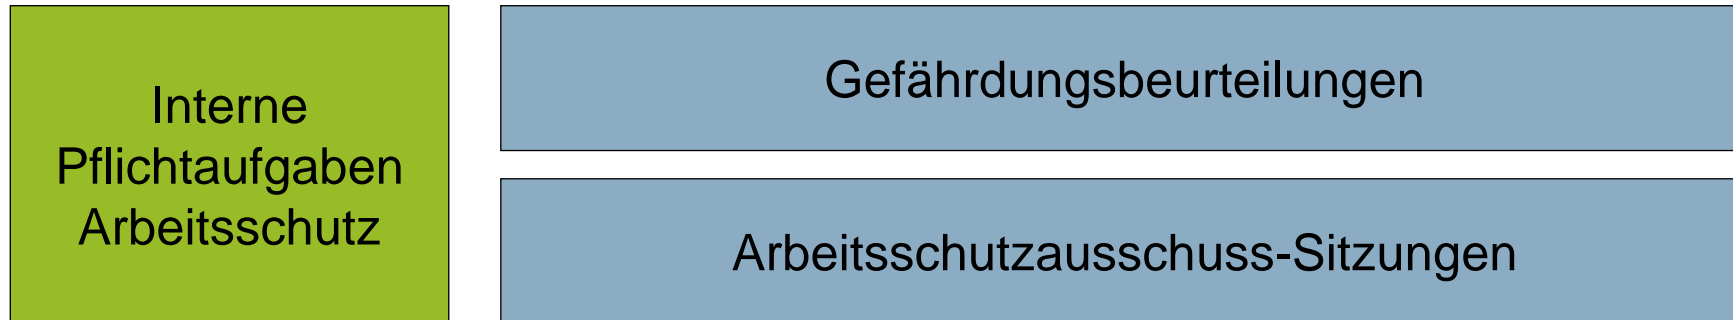 Interne
Pflichtaufgaben
Arbeitsschutz
Gefährdungsbeurteilungen
Arbeitsschutzausschuss-Sitzungen